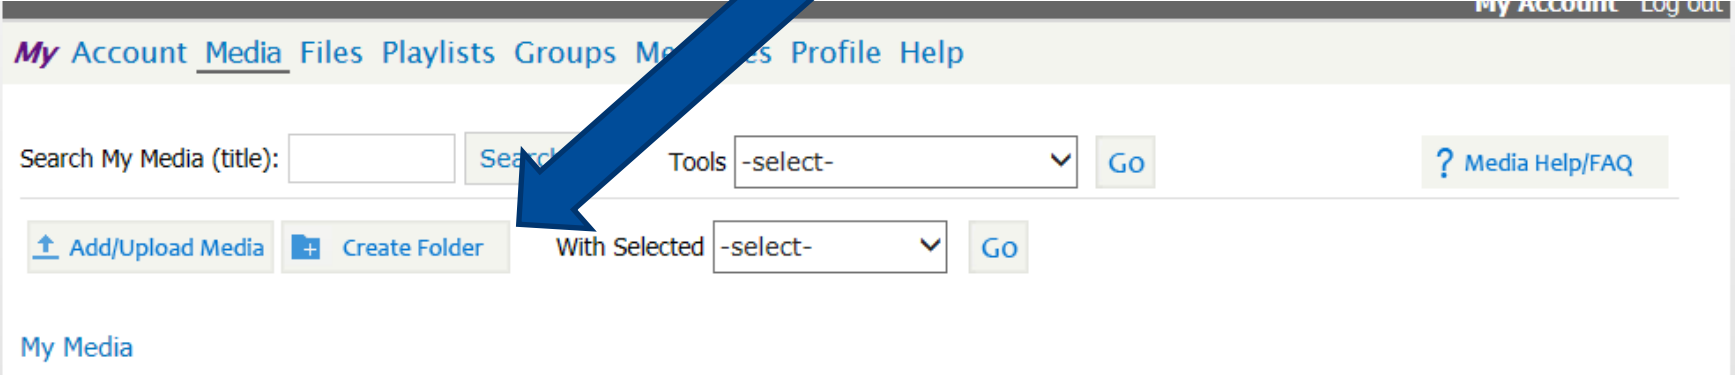 My Account Log out
My Account Media Files Playlists Groups Profile Help
Search My Media (title): Tools -select- Go ? Media Help/FAQ
Add/Upload Media Create Folder With Selected -select- Go
My Media